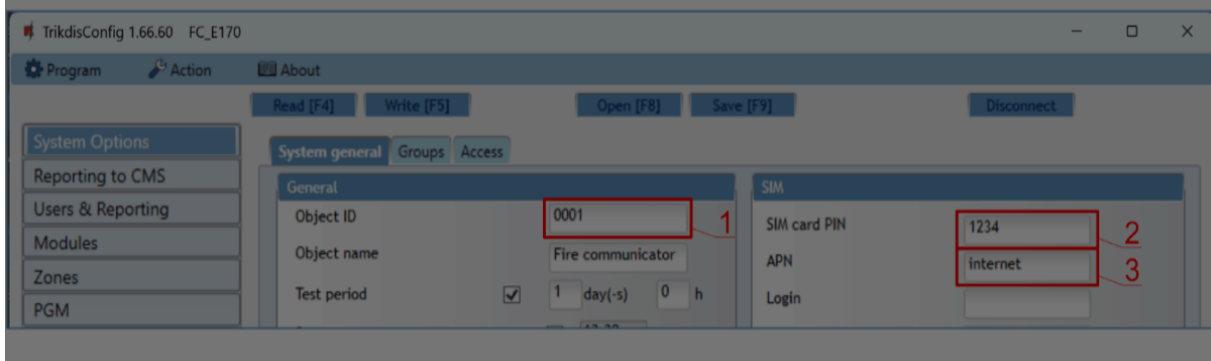 TrikdisConfig 1.66.60 FC_E170
Program Action About
Read [F4] Write [F5] Open [F8] Save [F9] Disconnect
System Options
Reporting to CMS
Users & Reporting
Modules
Zones
PGM
System general Groups Access
General
Object ID 0001 1
Object name Fire communicator
Test period 1 day(-s) 0 h
SIM
SIM card PIN 1234 2
APN internet 3
Login